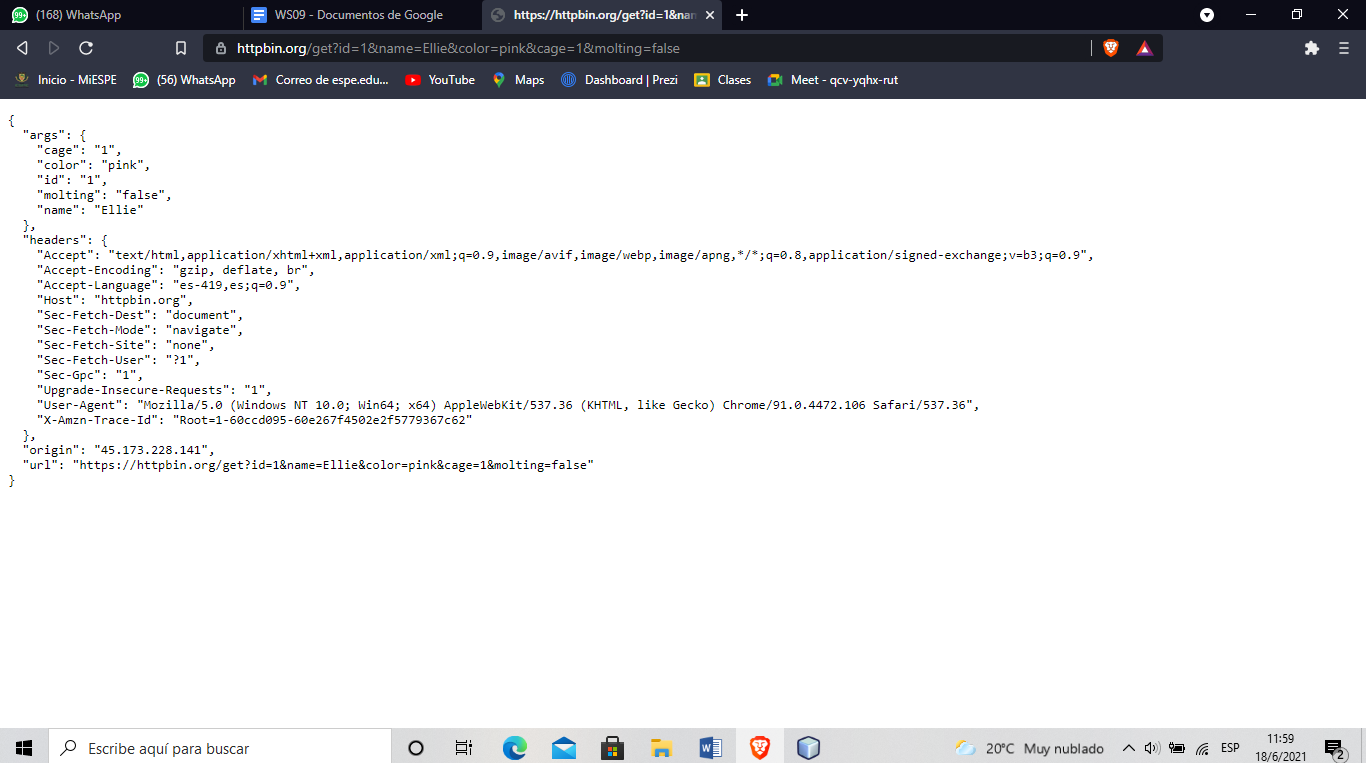 (168) WhatsApp
WS09 - Documentos de Google
https://httpbin.org/get?id=1&nan
httpbin.org/get?id=1&name=Ellie&color=pink&cage=1&molting=false
Inicio - MiESPE
99+
(56) WhatsApp
Correo de espe.edu...
YouTube
Maps
Dashboard | Prezi
Clases
Meet - qcv-yqhx-rut
{
  "args": {
    "cage": "1",
    "color": "pink",
    "id": "1",
    "molting": "false",
    "name": "Ellie"
  },
  "headers": {
    "Accept": "text/html,application/xhtml+xml,application/xml;q=0.9,image/avif,image/webp,image/apng,*/*;q=0.8,application/signed-exchange;v=b3;q=0.9",
    "Accept-Encoding": "gzip, deflate, br",
    "Accept-Language": "es-419,es;q=0.9",
    "Host": "httpbin.org",
    "Sec-Fetch-Dest": "document",
    "Sec-Fetch-Mode": "navigate",
    "Sec-Fetch-Site": "none",
    "Sec-Fetch-User": "?1",
    "Sec-Gpc": "1",
    "Upgrade-Insecure-Requests": "1",
    "User-Agent": "Mozilla/5.0 (Windows NT 10.0; Win64; x64) AppleWebKit/537.36 (KHTML, like Gecko) Chrome/91.0.4472.106 Safari/537.36",
    "X-Amzn-Trace-Id": "Root=1-60ccd095-60e267f4502e2f5779367c62"
  },
  "origin": "45.173.228.141",
  "url": "https://httpbin.org/get?id=1&name=Ellie&color=pink&cage=1&molting=false"
}
Escribe aquí para buscar
20°C Muy nublado
ESP
11:59
18/6/2021
2